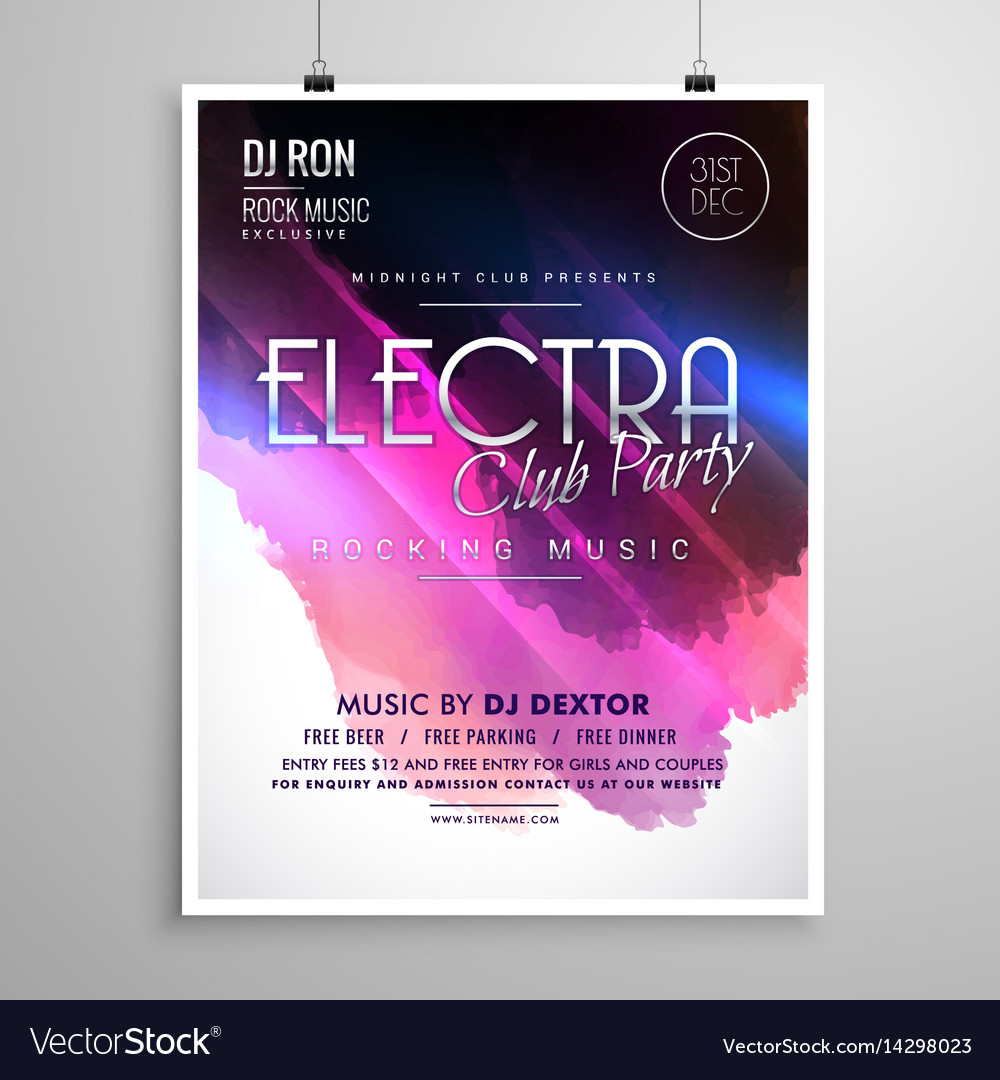 DJ RON
ROCK MUSIC
EXCLUSIVE
31ST
DEC
MIDNIGHT CLUB PRESENTS
ELECTRA
Club Party
ROCKING MUSIC
MUSIC BY DJ DEXTOR
FREE BEER / FREE PARKING / FREE DINNER
ENTRY FEES $12 AND FREE ENTRY FOR GIRLS AND COUPLES
FOR ENQUIRY AND ADMISSION CONTACT US AT OUR WEBSITE
WWW.SITENAME.COM
VectorStock®
VectorStock.com/14298023